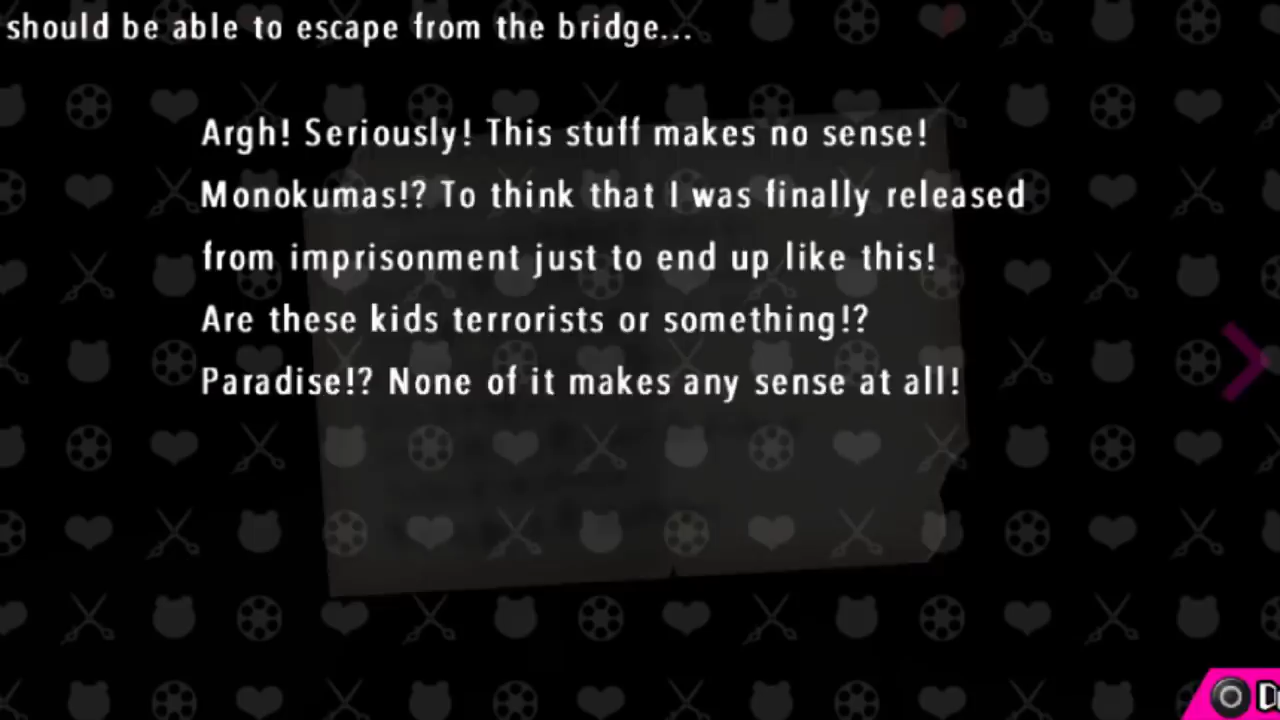 should be able to escape from the bridge...
Argh! Seriously! This stuff makes no sense!
Monokumas!? To think that I was finally released
from imprisonment just to end up like this!
Are these kids terrorists or something!?
Paradise!? None of it makes any sense at all!